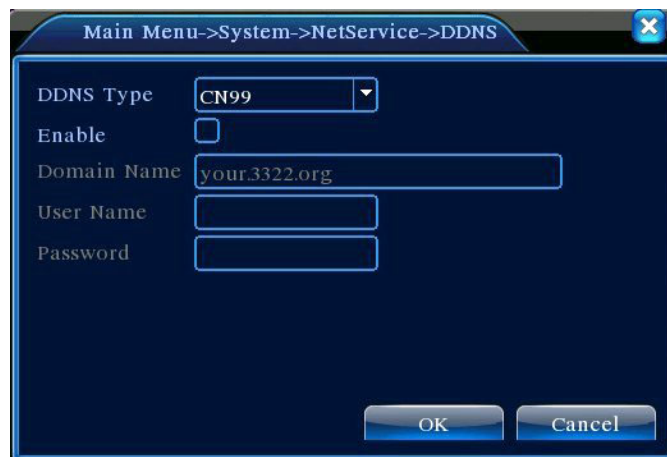 Main Menu->System->NetService->DDNS
DDNS Type CN99
Enable
Domain Name your.3322.org
User Name
Password
OK Cancel